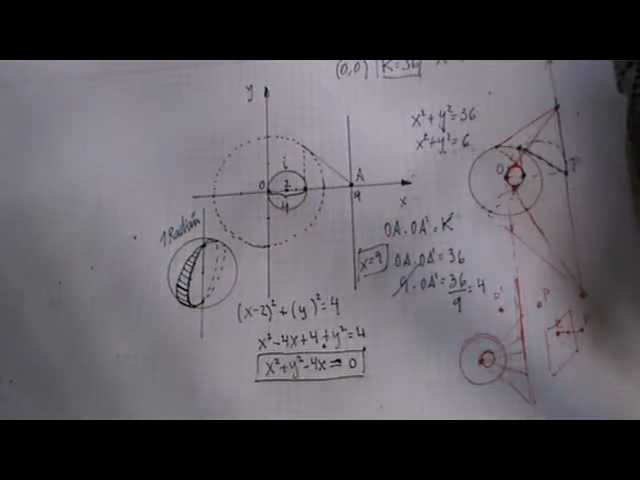 (0,0) K=36
y
x²+y²=36
x²+y²=6
i
O 2 A
4 9 x
1 Radián
OA.OA'=K
x=9 OA.OA'=36
9.OA'=36/9=4
(x-2)²+(y)²=4
x²-4x+4+y²=4
x²+y²-4x=0
O
P